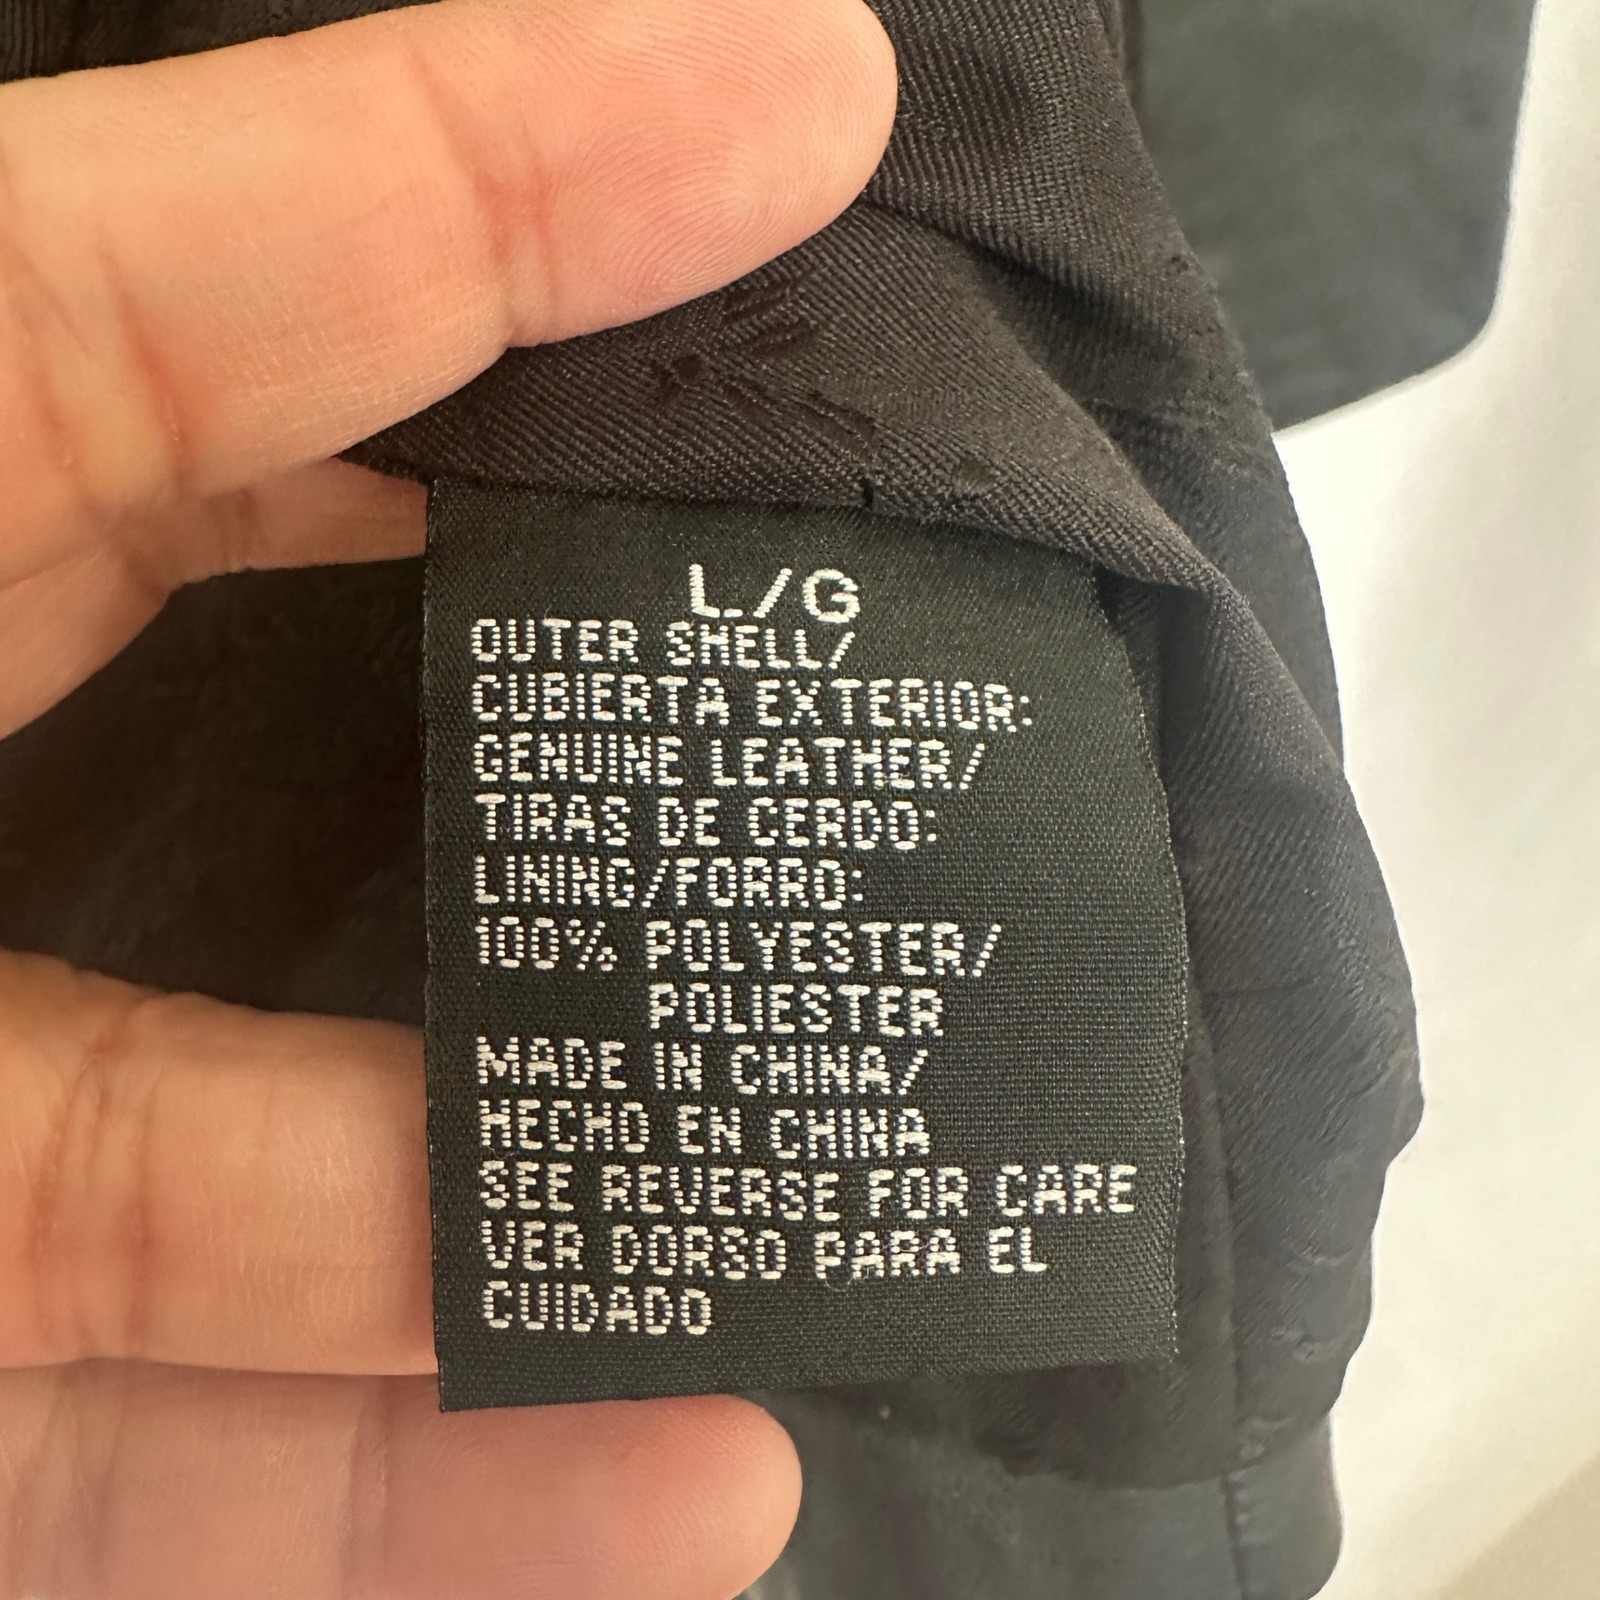 L/G
OUTER SHELL/
CUBIERTA EXTERIOR:
GENUINE LEATHER/
TIRAS DE CERDO:
LINING/FORRO:
100% POLYESTER/
POLIESTER
MADE IN CHINA/
HECHO EN CHINA
SEE REVERSE FOR CARE
VER DORSO PARA EL
CUIDADO